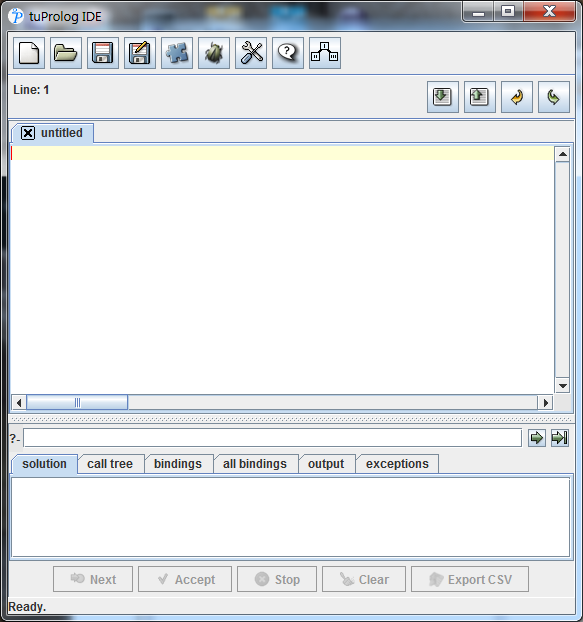 tuProlog IDE
Line: 1
untitled
?-
solution call tree bindings all bindings output exceptions
Next Accept Stop Clear Export CSV
Ready.